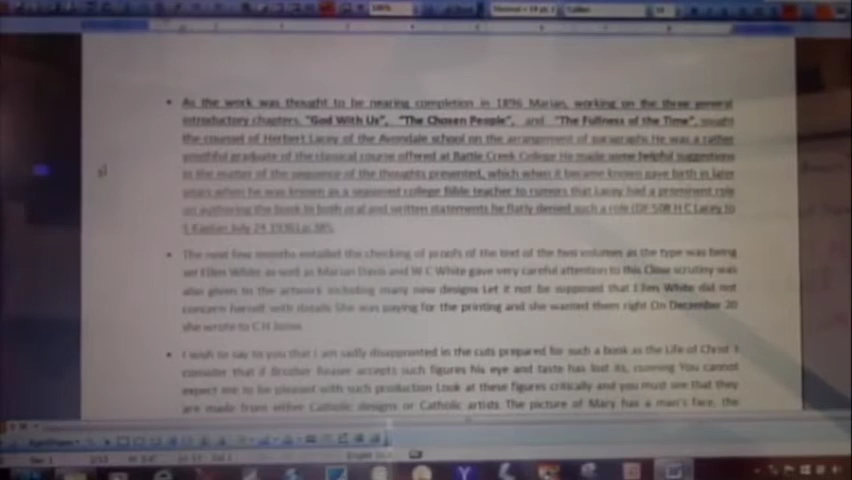 As the work was thought to be nearing completion in 1896 Marian, working on the three general
introductory chapters, "God With Us", "The Chosen People", and "The Fullness of the Time", sought
the counsel of Herbert Lacey of the Avondale school on the arrangement of paragraphs He was a rather
youthful graduate of the classical course offered at Battle Creek College He made some helpful suggestions
in the matter of the sequence of the thoughts presented, which when it became known gave birth in later
years when he was known as a seasoned college Bible teacher to rumors that Lacey had a prominent role
on authoring the book In both oral and written statements he flatly denied such a role (DF 508 H C Lacey to
S Kaplan July 24 1936) p.385
The next few months entailed the checking of proofs of the text of the two volumes as the type was being
set Ellen White as well as Marian Davis and W C White gave very careful attention to this Close scrutiny was
also given to the artwork including many new designs Let it not be supposed that Ellen White did not
concern herself with details She was paying for the printing and she wanted them right On December 20
she wrote to C H Jones
I wish to say to you that I am sadly disappointed in the cuts prepared for such a book as the Life of Christ I
consider that if Brother Reaser accepts such figures his eye and taste has lost its, cunning You cannot
expect me to be pleased with such production Look at these figures critically and you must see that they
are made from either Catholic designs or Catholic artists The picture of Mary has a man's face, the